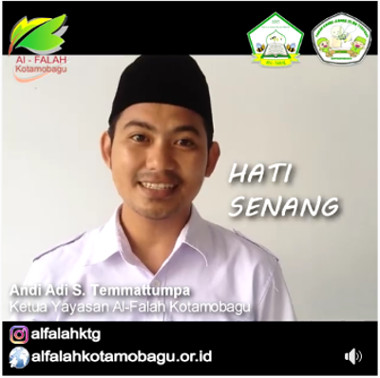 Al - FALAH
Kotamobagu
HATI
SENANG
Andi Adi S. Temmattumpa
Ketua Yayasan Al-Falah Kotamobagu
alfalahktg
alfalahkotamobagu.or.id